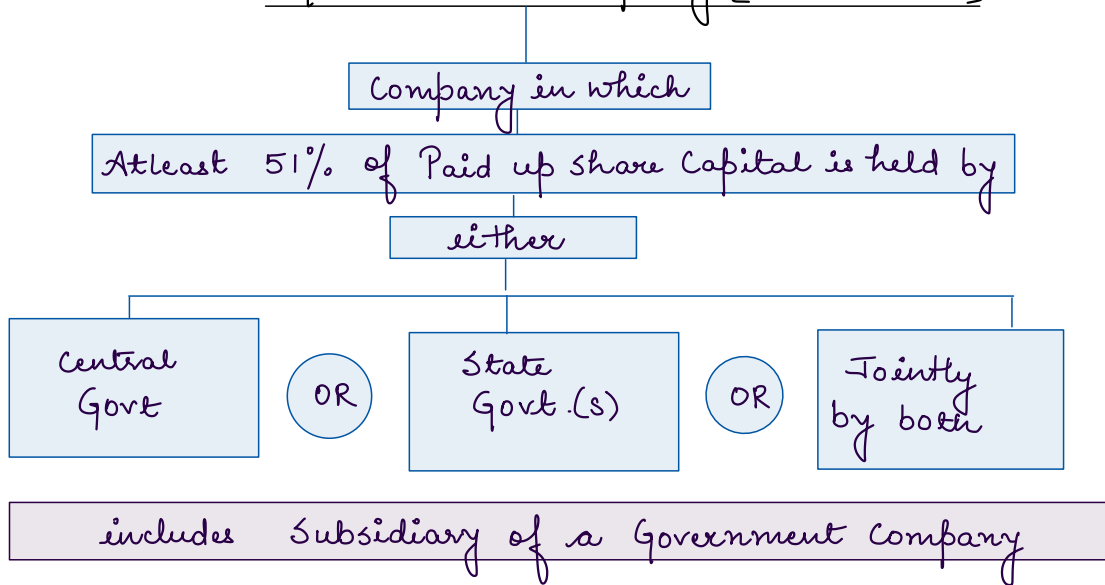 Company in which
Atleast 51% of Paid up share Capital is held by
either
Central
Govt
OR
State
Govt.(s)
OR
Jointly
by both
includes Subsidiary of a Government Company